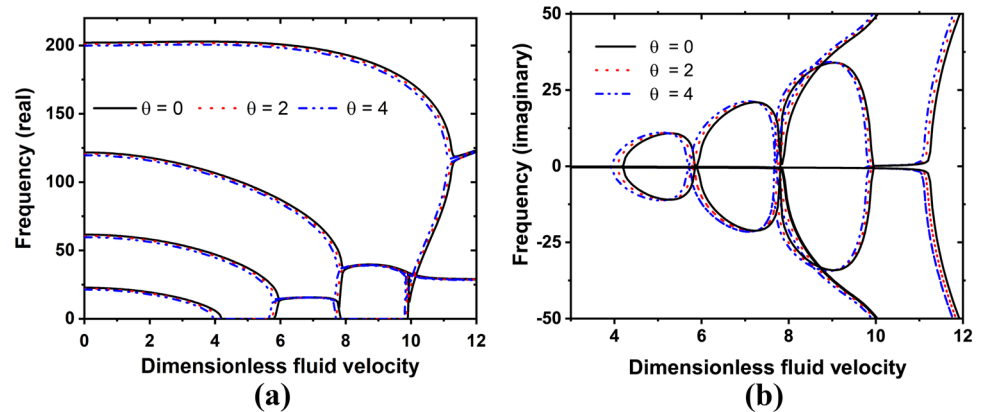 Frequency (real)
200
150
100
50
0
θ = 0
θ = 2
θ = 4
0 2 4 6 8 10 12
Dimensionless fluid velocity
(a)
Frequency (imaginary)
50
25
0
-25
-50
θ = 0
θ = 2
θ = 4
4 6 8 10 12
Dimensionless fluid velocity
(b)